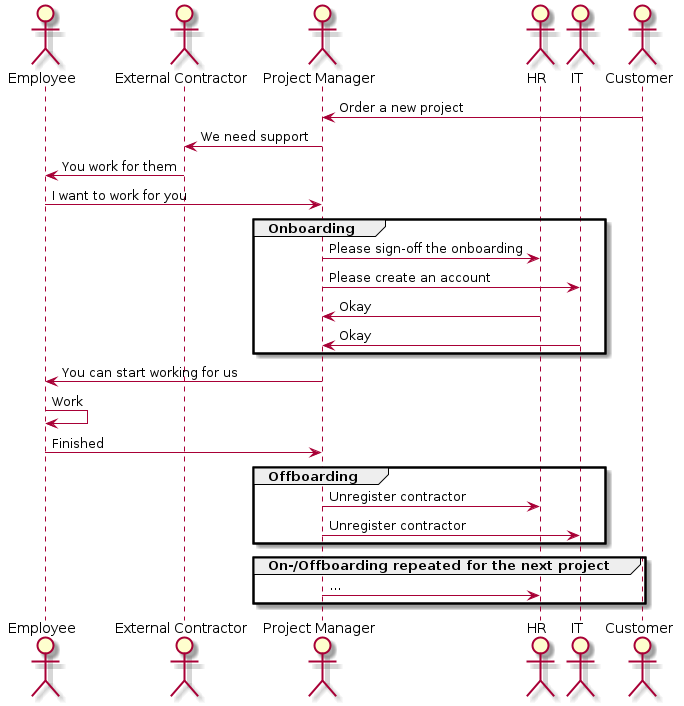 Employee External Contractor Project Manager HR IT Customer
Order a new project
We need support
You work for them
I want to work for you
Onboarding
Please sign-off the onboarding
Please create an account
Okay
Okay
You can start working for us
Work
Finished
Offboarding
Unregister contractor
Unregister contractor
On-/Offboarding repeated for the next project
...
Employee External Contractor Project Manager HR IT Customer